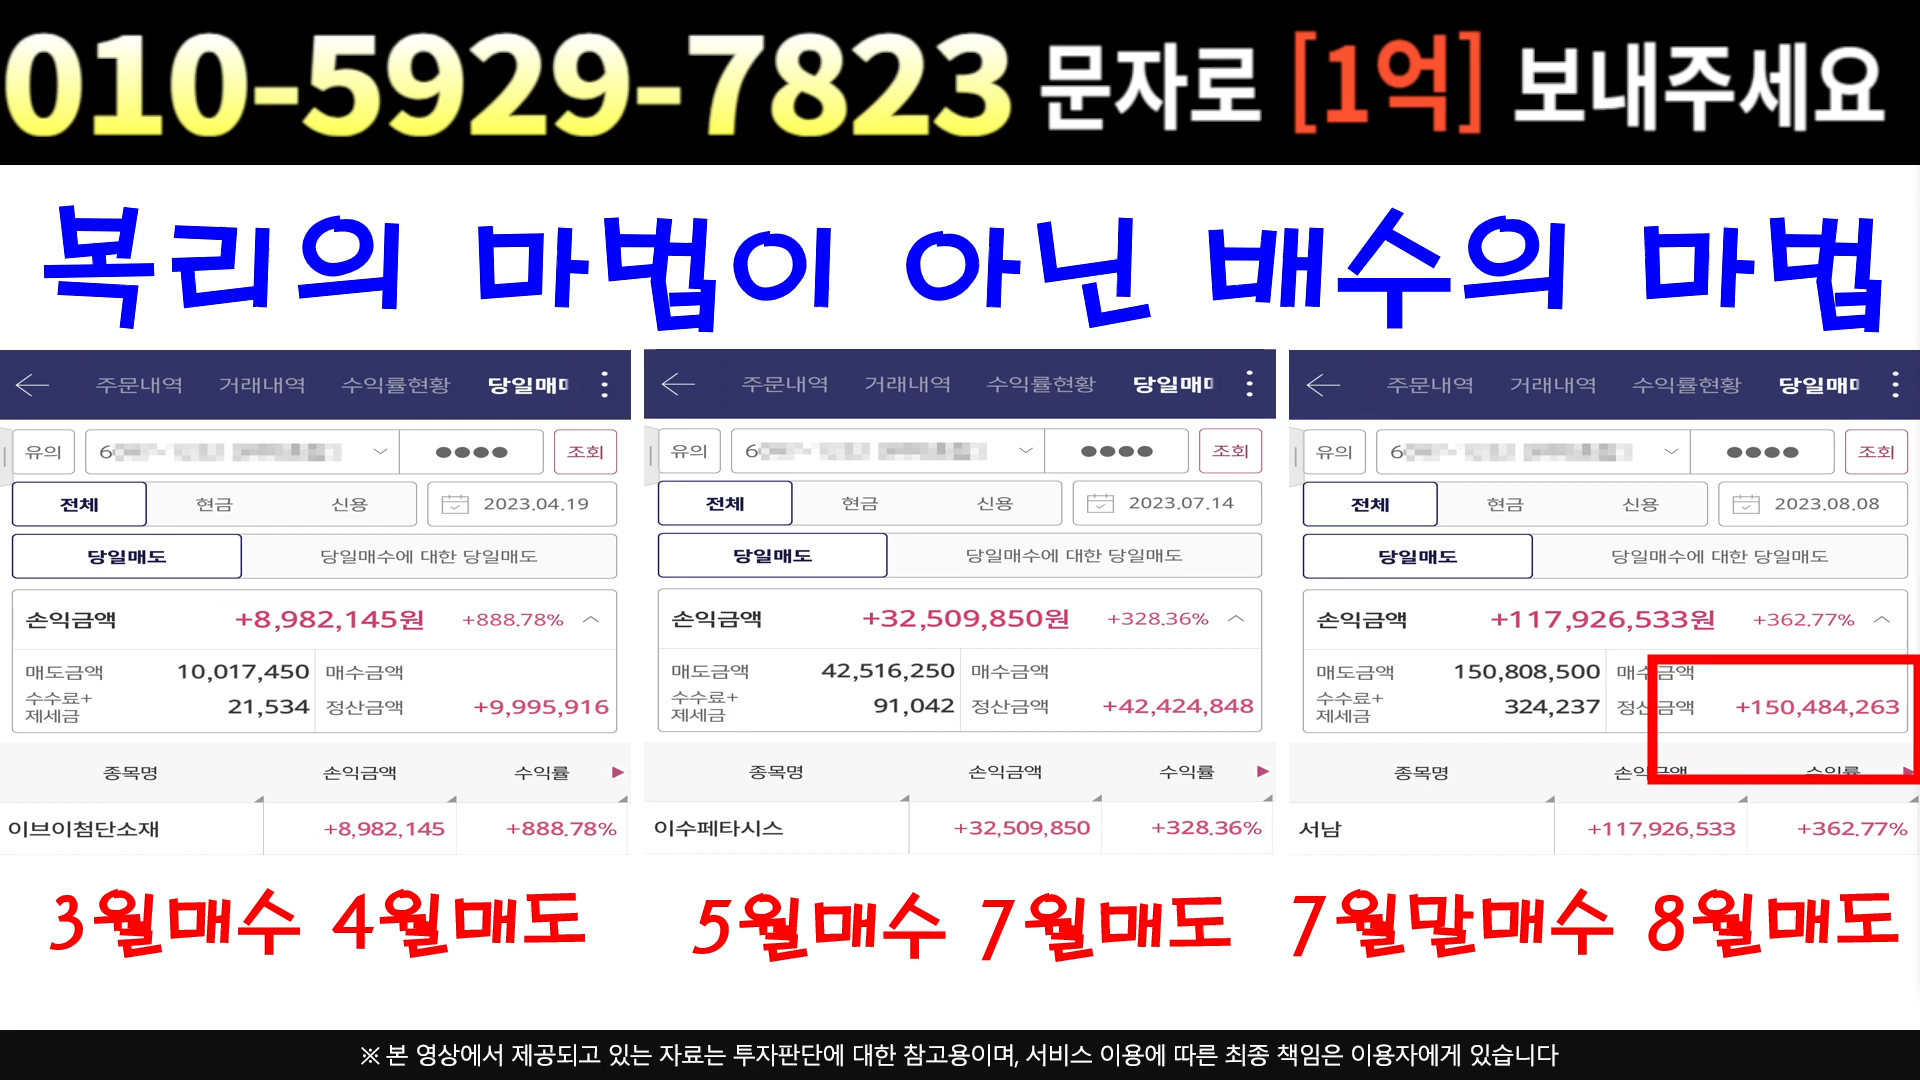 010-5929-7823 문자로 [1억] 보내주세요
복리의 마법이 아닌 배수의 마법
주문내역 거래내역 수익률현황 당일매
유의 6 ●●●● 조회
전체 현금 신용 2023.04.19
당일매도 당일매수에 대한 당일매도
손익금액 +8,982,145원 +888.78%
매도금액 10,017,450 매수금액
수수료+
제세금 21,534 정산금액 +9,995,916
종목명 손익금액 수익률
이브이첨단소재 +8,982,145 +888.78%
3월매수 4월매도
주문내역 거래내역 수익률현황 당일매
유의 6 ●●●● 조회
전체 현금 신용 2023.07.14
당일매도 당일매수에 대한 당일매도
손익금액 +32,509,850원 +328.36%
매도금액 42,516,250 매수금액
수수료+
제세금 91,042 정산금액 +42,424,848
종목명 손익금액 수익률
이수페타시스 +32,509,850 +328.36%
5월매수 7월매도
주문내역 거래내역 수익률현황 당일매
유의 6 ●●●● 조회
전체 현금 신용 2023.08.08
당일매도 당일매수에 대한 당일매도
손익금액 +117,926,533원 +362.77%
매도금액 150,808,500 매수금액
수수료+
제세금 324,237 정산금액 +150,484,263
종목명 손익금액 수익률
서남 +117,926,533 +362.77%
7월말매수 8월매도
※ 본 영상에서 제공되고 있는 자료는 투자판단에 대한 참고용이며, 서비스 이용에 따른 최종 책임은 이용자에게 있습니다